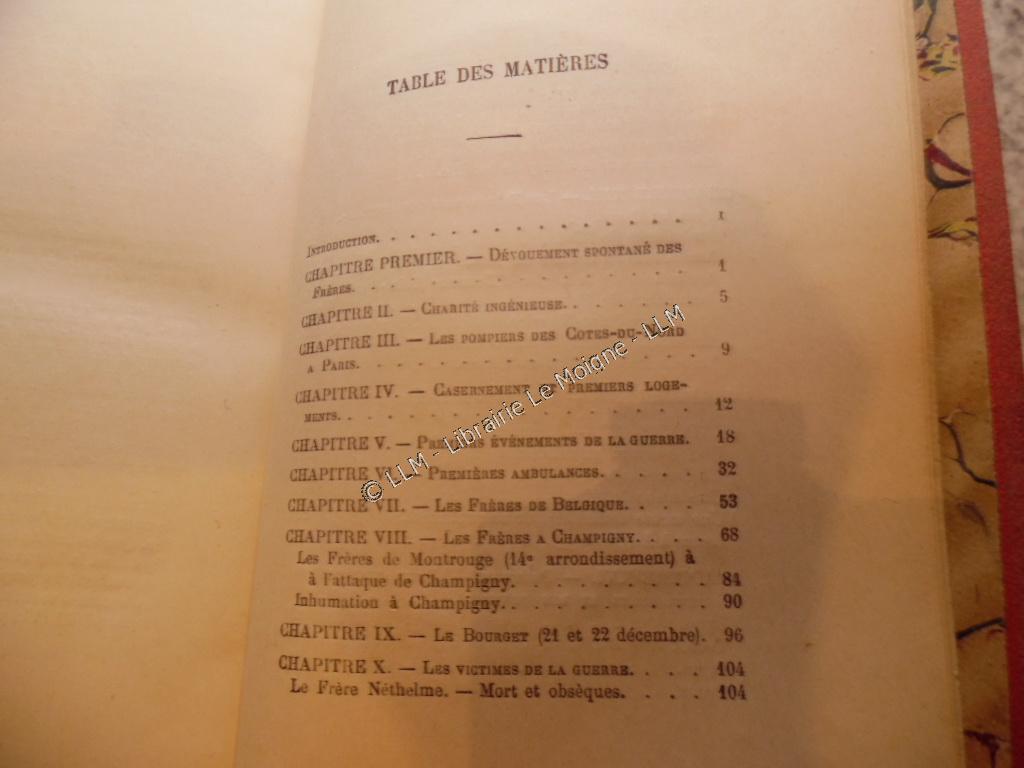 TABLE DES MATIÈRES
Introduction. . . . . . . . . . . . . . . I
CHAPITRE PREMIER. — Dévouement spontané des
Frères. . . . . . . . . . . . . . . . 1
CHAPITRE II. — Charité ingénieuse. . . . . . . 5
CHAPITRE III. — Les pompiers des Cotes-du-Nord
a Paris. . . . . . . . . . . . . . . . 9
CHAPITRE IV. — Casernement et premiers loge-
ments. . . . . . . . . . . . . . . . . 12
CHAPITRE V. — Premiers événements de la guerre. 18
CHAPITRE VI. — Premières ambulances. . . . . 32
CHAPITRE VII. — Les Frères de Belgique. . . . 53
CHAPITRE VIII. — Les Frères a Champigny. . . . 68
Les Frères de Montrouge (14e arrondissement) à
à l'attaque de Champigny. . . . . . . . . 84
Inhumation à Champigny. . . . . . . . . . 90
CHAPITRE IX. — Le Bourget (21 et 22 décembre). 96
CHAPITRE X. — Les victimes de la guerre. . . . 104
Le Frère Néthelme. — Mort et obsèques. . . . 104
© LLM - Librairie Le Moigne - LLM